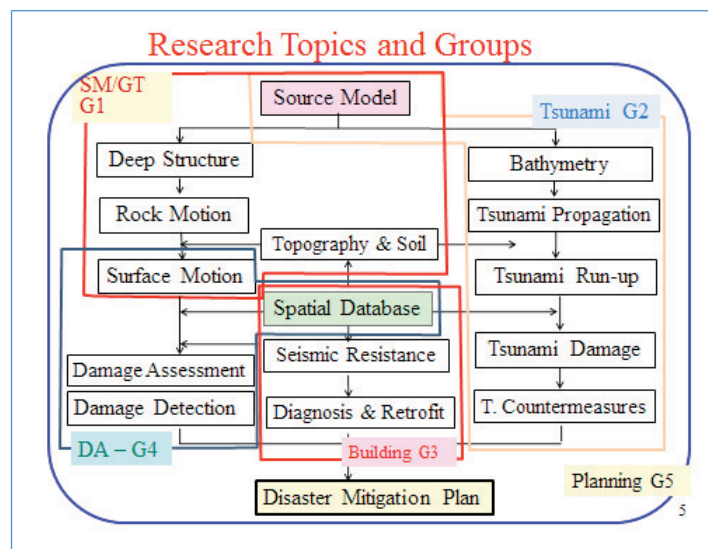 Research Topics and Groups
SM/GT
G1
Source Model
Tsunami G2
Deep Structure
Bathymetry
Rock Motion
Tsunami Propagation
Topography & Soil
Surface Motion
Tsunami Run-up
Spatial Database
Seismic Resistance
Tsunami Damage
Damage Assessment
Damage Detection
Diagnosis & Retrofit
T. Countermeasures
DA – G4
Building G3
Planning G5
Disaster Mitigation Plan
5